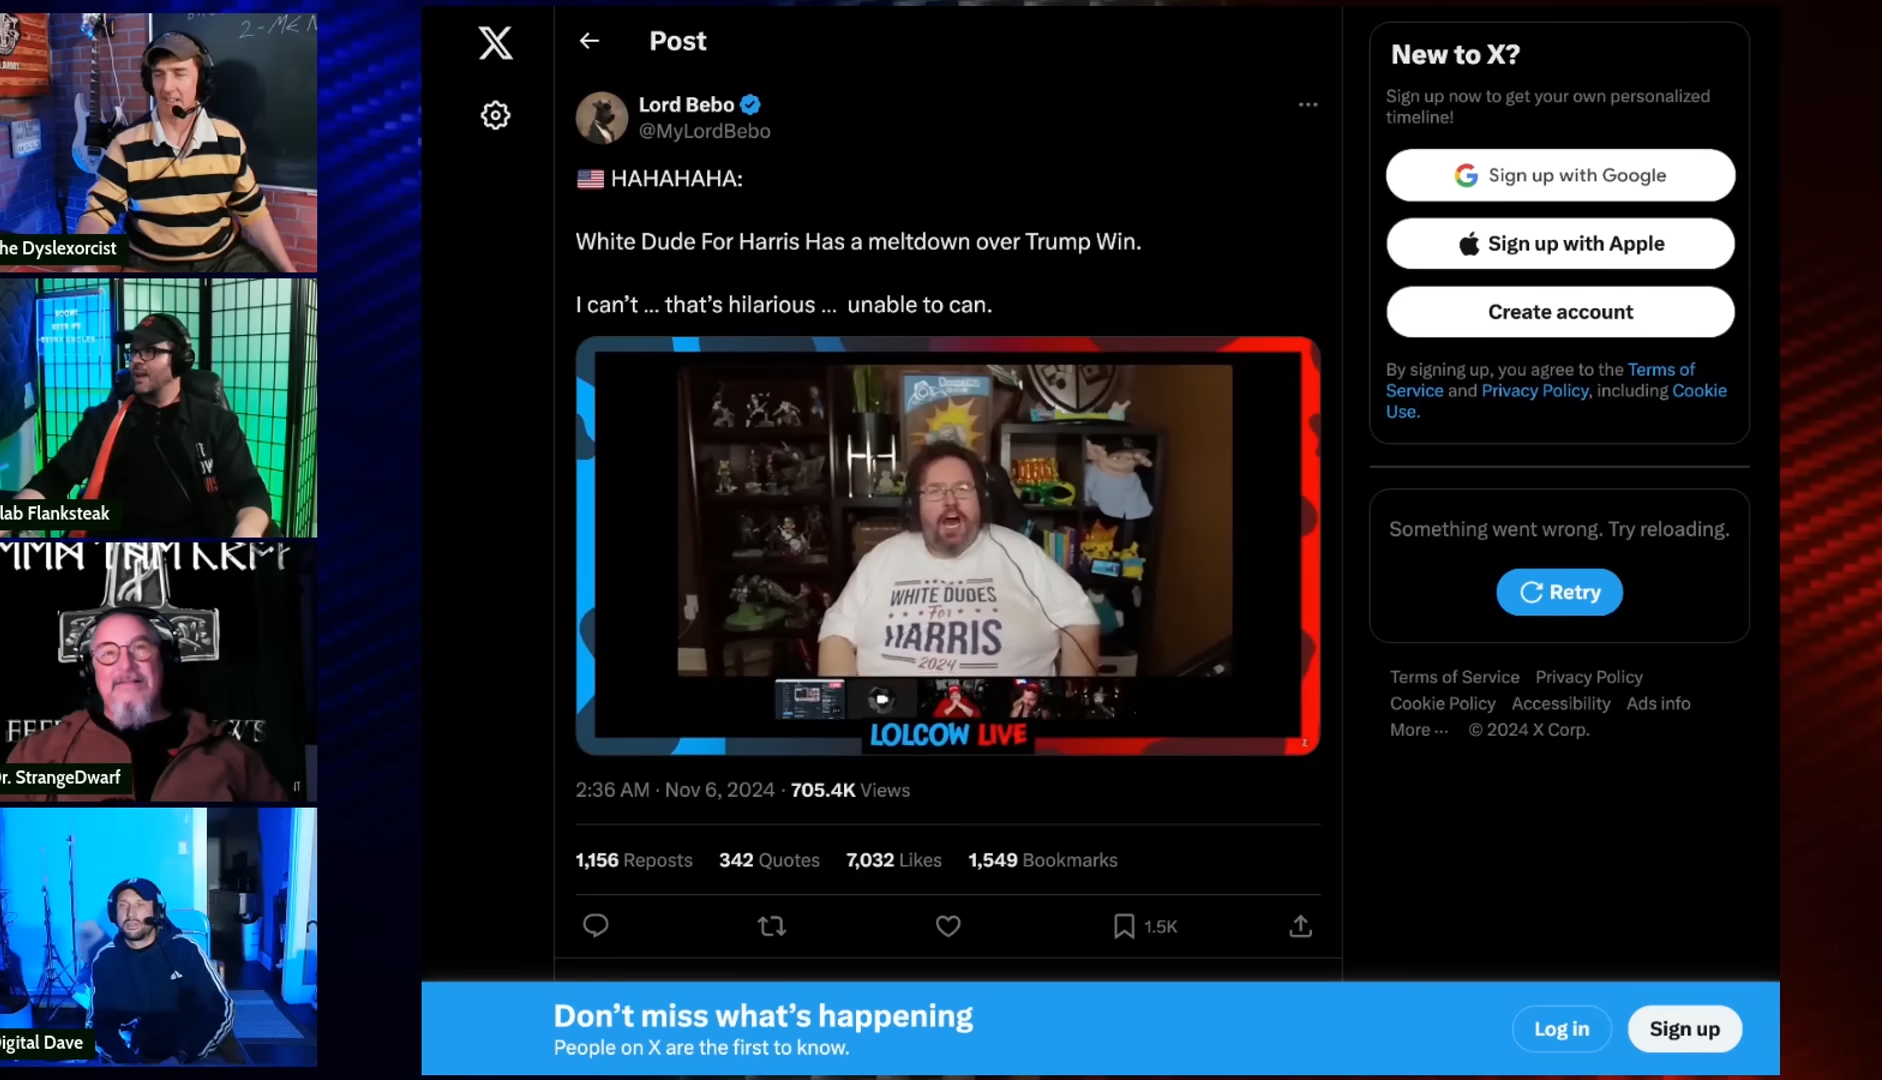 2-MEN
he Dyslexorcist
lab Flanksteak
r. StrangeDwarf
igital Dave
Post
Lord Bebo
@MyLordBebo
🇺🇸 HAHAHAHA:
White Dude For Harris Has a meltdown over Trump Win.
I can’t ... that’s hilarious ... unable to can.
WHITE DUDES
For
HARRIS
2024
LOLCOW LIVE
2:36 AM · Nov 6, 2024 · 705.4K Views
1,156 Reposts 342 Quotes 7,032 Likes 1,549 Bookmarks
1.5K
New to X?
Sign up now to get your own personalized
timeline!
Sign up with Google
Sign up with Apple
Create account
By signing up, you agree to the Terms of
Service and Privacy Policy, including Cookie
Use.
Something went wrong. Try reloading.
Retry
Terms of Service Privacy Policy
Cookie Policy Accessibility Ads info
More ··· © 2024 X Corp.
Don’t miss what’s happening
People on X are the first to know.
Log in
Sign up